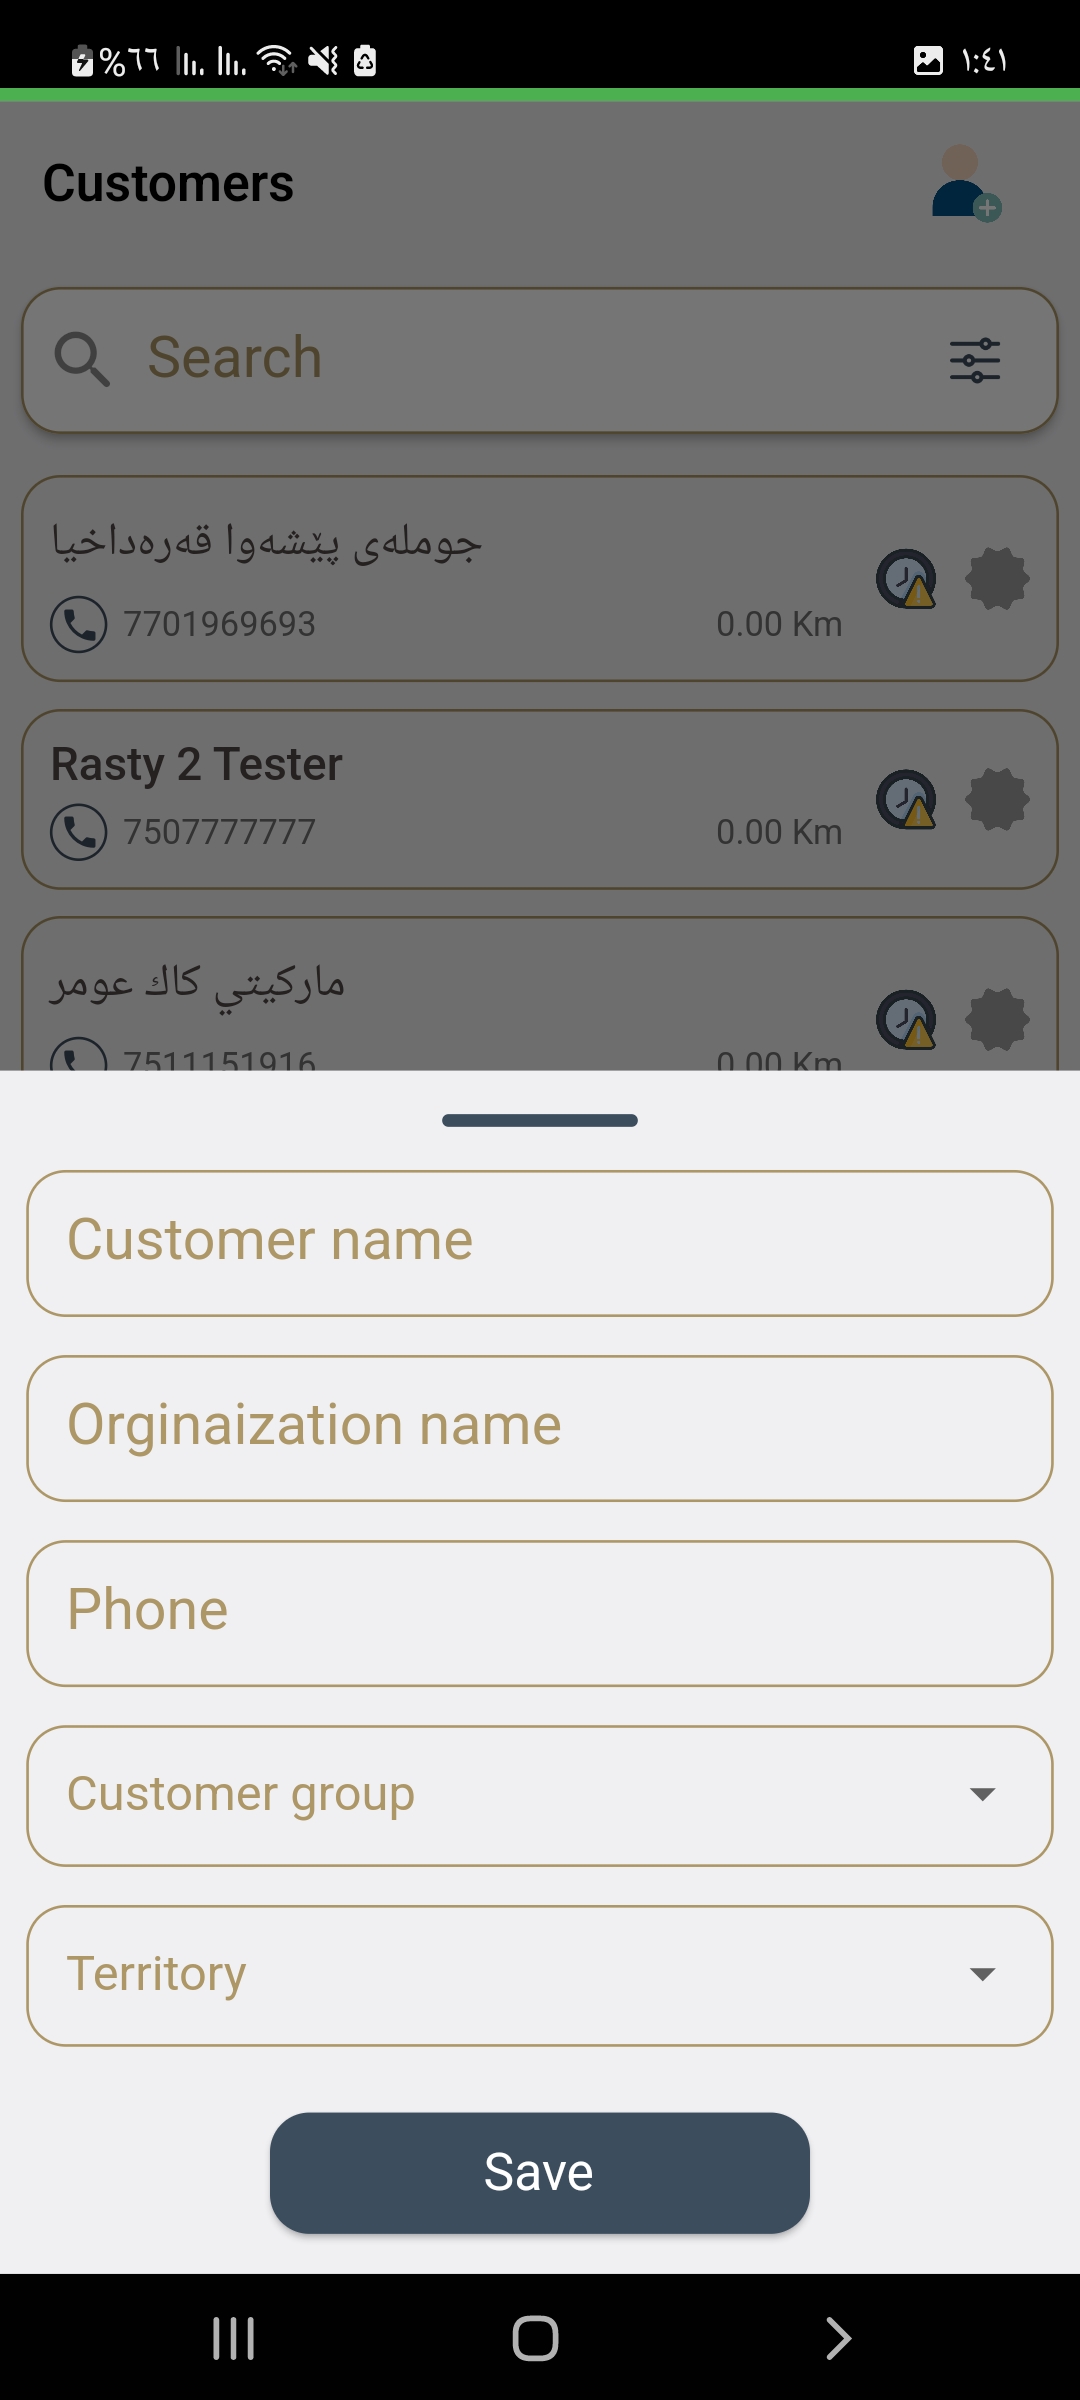 %٦٦
١:٤١
Customers
Search
جوملەی پێشەوا قەرەداخیا
7701969693
0.00 Km
Rasty 2 Tester
7507777777
0.00 Km
ماركيتي كاك عومر
7511151916
0.00 Km
Customer name
Orginaization name
Phone
Customer group
Territory
Save